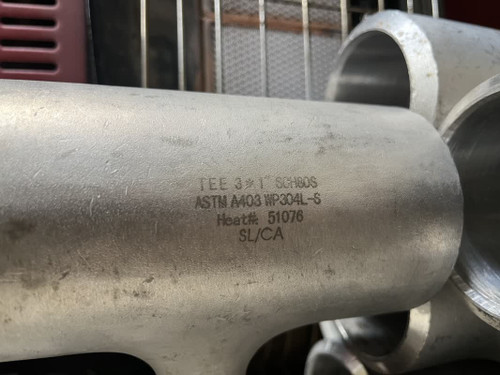 TEE 3*1" SCH80S
ASTM A403 WP304L-S
Heat#: 51076
SL/CA